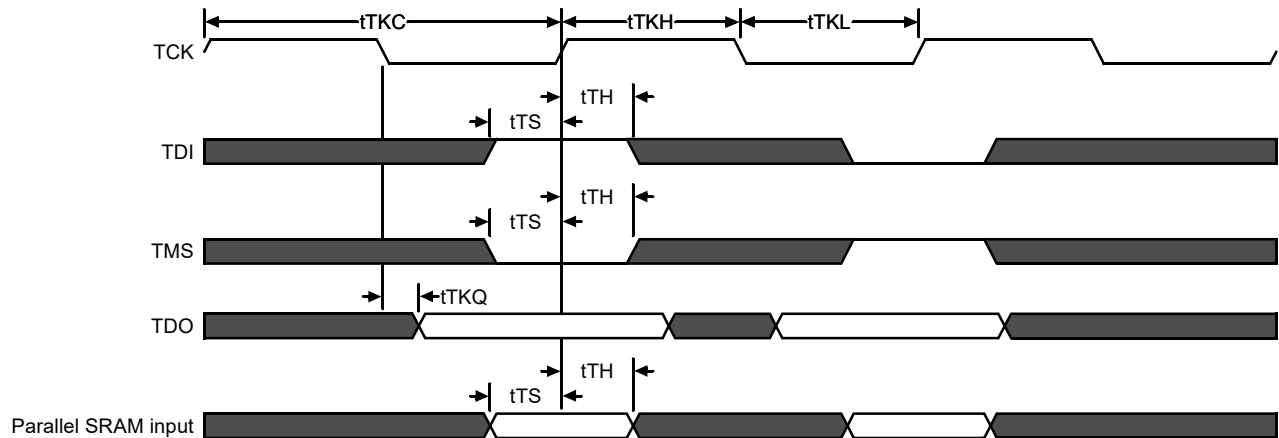 tTKC
tTKH
tTKL
TCK
tTH
tTS
TDI
tTH
tTS
TMS
tTKQ
TDO
tTH
tTS
Parallel SRAM input